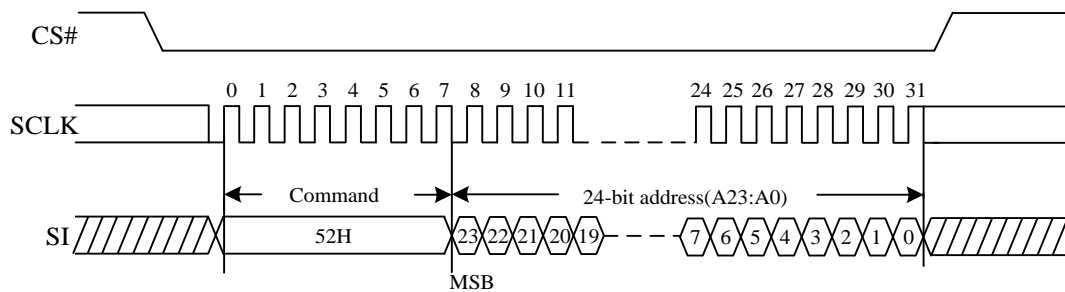 CS#
0 1 2 3 4 5 6 7 8 9 10 11 24 25 26 27 28 29 30 31
SCLK
Command 24-bit address(A23:A0)
SI 52H 23 22 21 20 19 7 6 5 4 3 2 1 0
MSB